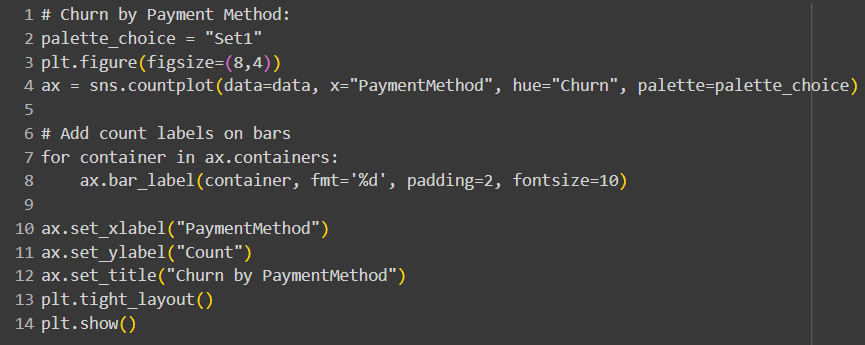 1 # Churn by Payment Method:
2 palette_choice = "Set1"
3 plt.figure(figsize=(8,4))
4 ax = sns.countplot(data=data, x="PaymentMethod", hue="Churn", palette=palette_choice)
5
6 # Add count labels on bars
7 for container in ax.containers:
8     ax.bar_label(container, fmt='%d', padding=2, fontsize=10)
9
10 ax.set_xlabel("PaymentMethod")
11 ax.set_ylabel("Count")
12 ax.set_title("Churn by PaymentMethod")
13 plt.tight_layout()
14 plt.show()